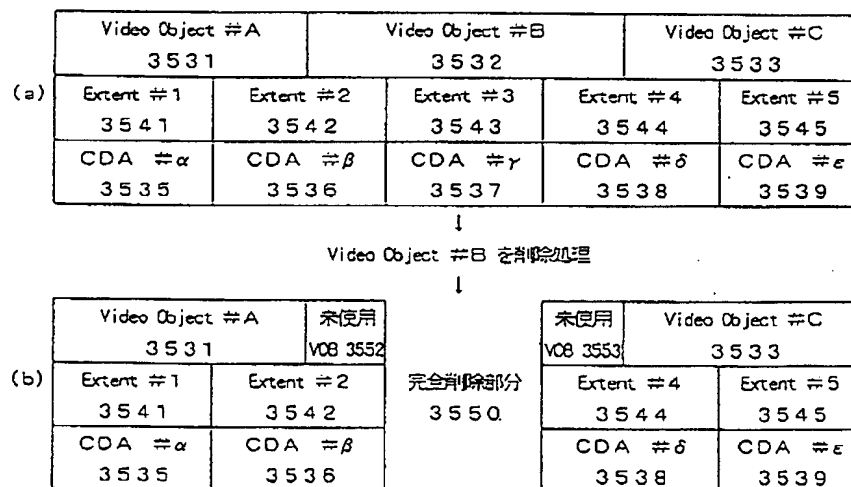 Video Object #A Video Object #B Video Object #C
3531 3532 3533
(a)
Extent #1 Extent #2 Extent #3 Extent #4 Extent #5
3541 3542 3543 3544 3545
CDA #α CDA #β CDA #γ CDA #δ CDA #ε
3535 3536 3537 3538 3539
↓
Video Object #B を削除処理
↓
Video Object #A 未使用 未使用 Video Object #C
3531 VOB 3552 VOB 3553 3533
(b)
Extent #1 Extent #2 完全削除部分 Extent #4 Extent #5
3541 3542 3550. 3544 3545
CDA #α CDA #β CDA #δ CDA #ε
3535 3536 3538 3539